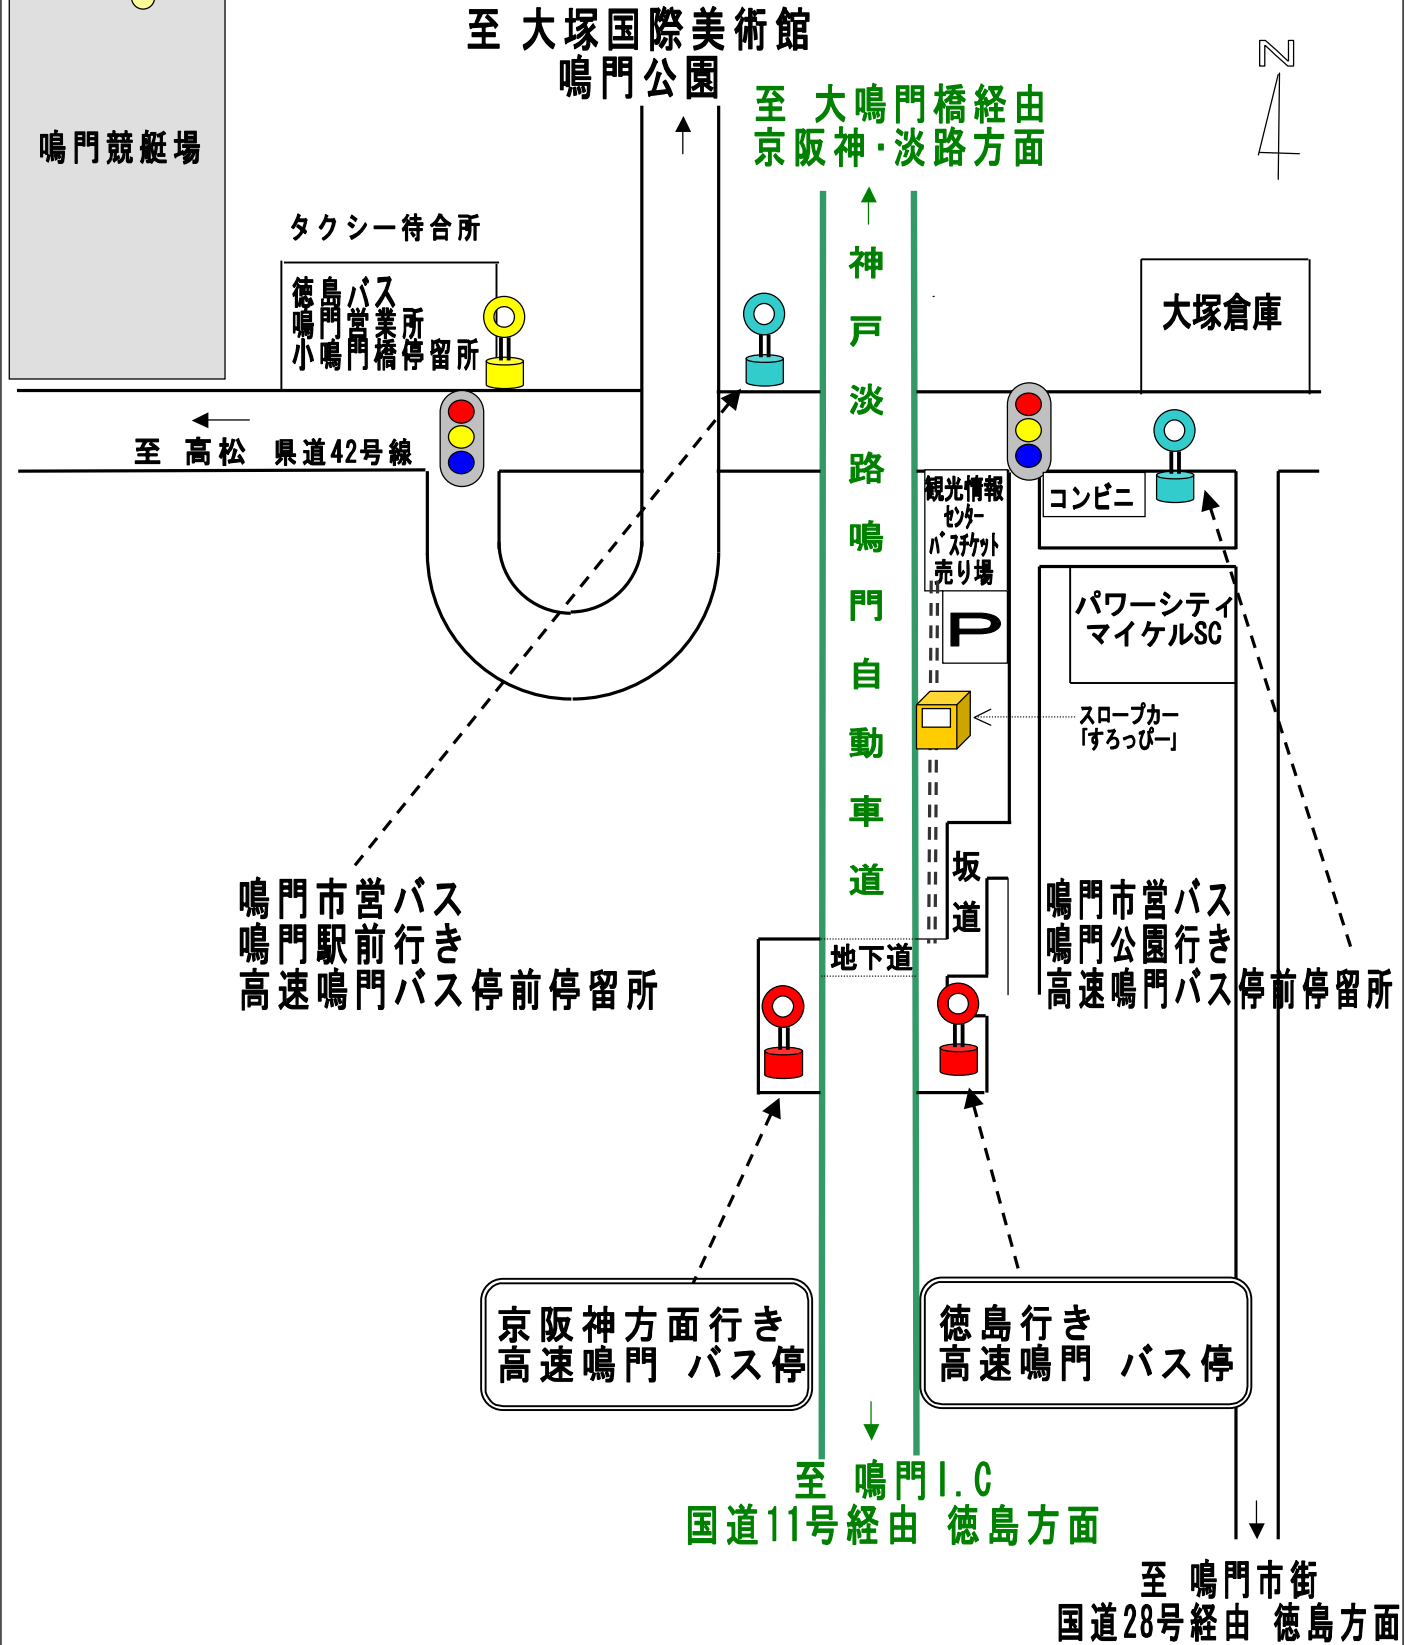 至 大塚国際美術館
鳴門公園
N
至 大鳴門橋経由
京阪神・淡路方面
鳴門競艇場
タクシー待合所
徳島バス
鳴門営業所
小鳴門橋停留所
大塚倉庫
神戸淡路鳴門自動車道
至 高松 県道42号線
観光情報
センター
バスチケット
売り場
コンビニ
P
パワーシティ
マイケルSC
スロープカー
「すろっぴー」
坂道
地下道
鳴門市営バス
鳴門駅前行き
高速鳴門バス停前停留所
鳴門市営バス
鳴門公園行き
高速鳴門バス停前停留所
京阪神方面行き
高速鳴門 バス停
徳島行き
高速鳴門 バス停
至 鳴門I.C
国道11号経由 徳島方面
至 鳴門市街
国道28号経由 徳島方面